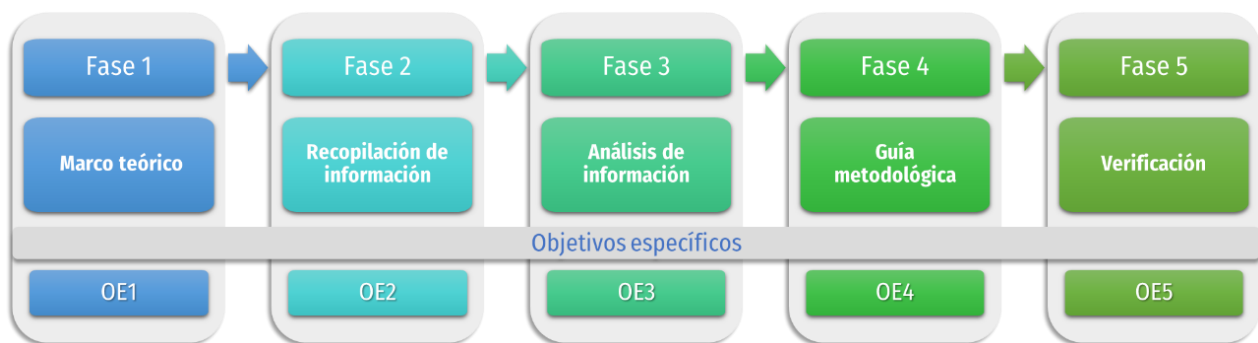 Fase 1
Fase 2
Fase 3
Fase 4
Fase 5
Marco teórico
Recopilación de
información
Análisis de
información
Guía
metodológica
Verificación
Objetivos específicos
OE1
OE2
OE3
OE4
OE5